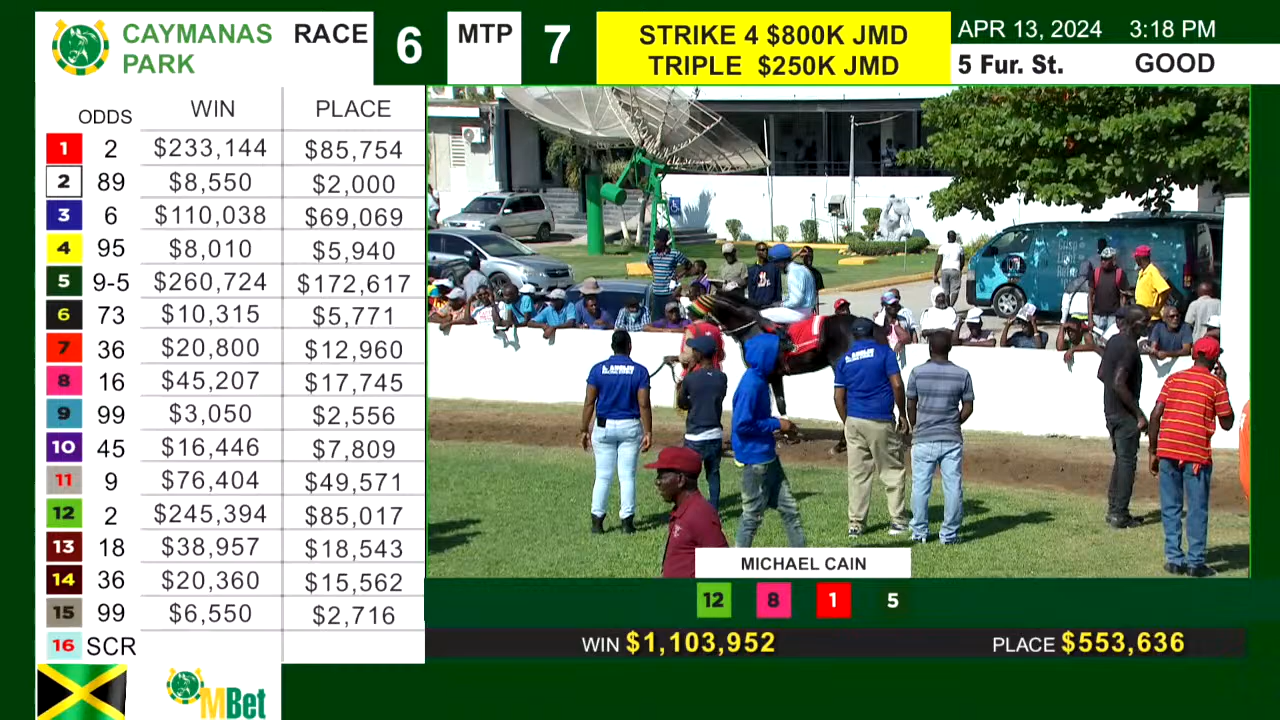 CAYMANAS PARK
RACE 6
MTP 7
STRIKE 4 $800K JMD
TRIPLE $250K JMD
APR 13, 2024 3:18 PM
5 Fur. St. GOOD
ODDS WIN PLACE
1 2 $233,144 $85,754
2 89 $8,550 $2,000
3 6 $110,038 $69,069
4 95 $8,010 $5,940
5 9-5 $260,724 $172,617
6 73 $10,315 $5,771
7 36 $20,800 $12,960
8 16 $45,207 $17,745
9 99 $3,050 $2,556
10 45 $16,446 $7,809
11 9 $76,404 $49,571
12 2 $245,394 $85,017
13 18 $38,957 $18,543
14 36 $20,360 $15,562
15 99 $6,550 $2,716
16 SCR
MICHAEL CAIN
12 8 1 5
WIN $1,103,952 PLACE $553,636
MBet